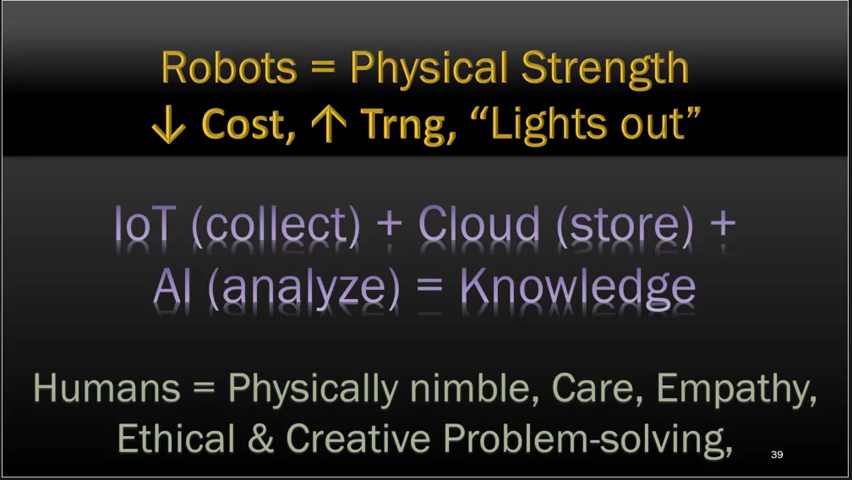 Robots = Physical Strength
↓ Cost, ↑ Trng, “Lights out”
IoT (collect) + Cloud (store) +
AI (analyze) = Knowledge
Humans = Physically nimble, Care, Empathy,
Ethical & Creative Problem-solving,
39